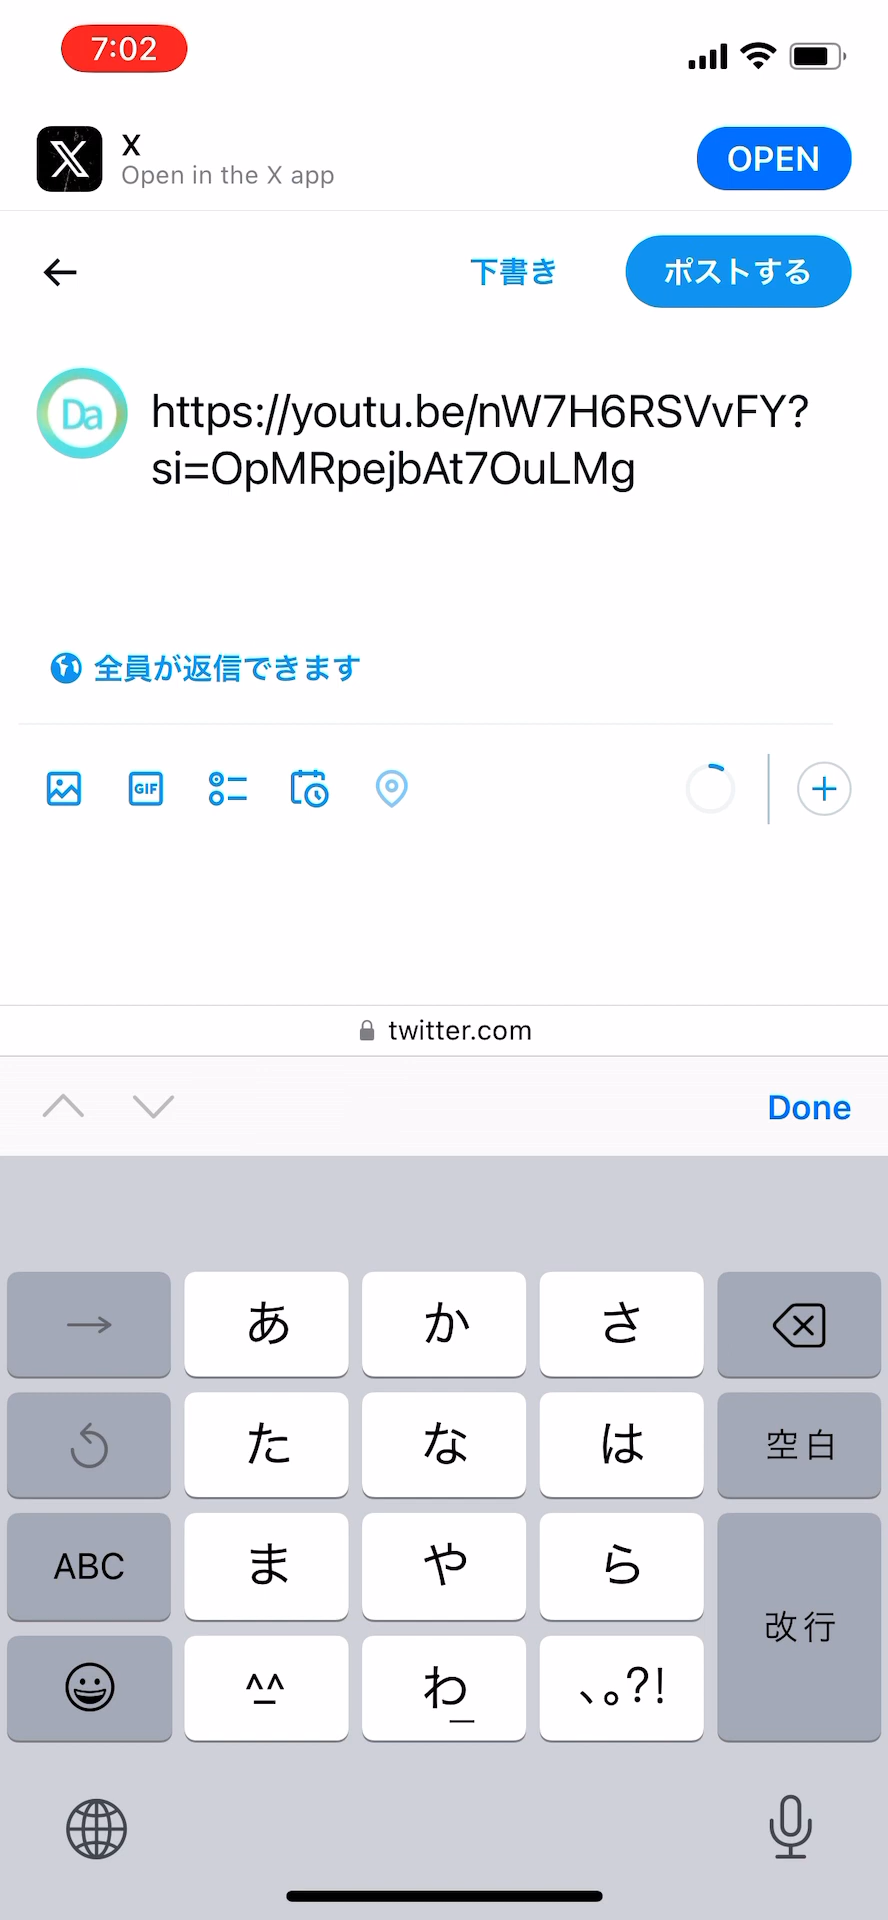 7:02
X
Open in the X app
OPEN
下書き
ポストする
Da
https://youtu.be/nW7H6RSVvFY?
si=OpMRpejbAt7OuLMg
全員が返信できます
GIF
twitter.com
Done
→ あ か さ
た な は 空白
ABC ま や ら
改行
^_^ わ_ 、。?!